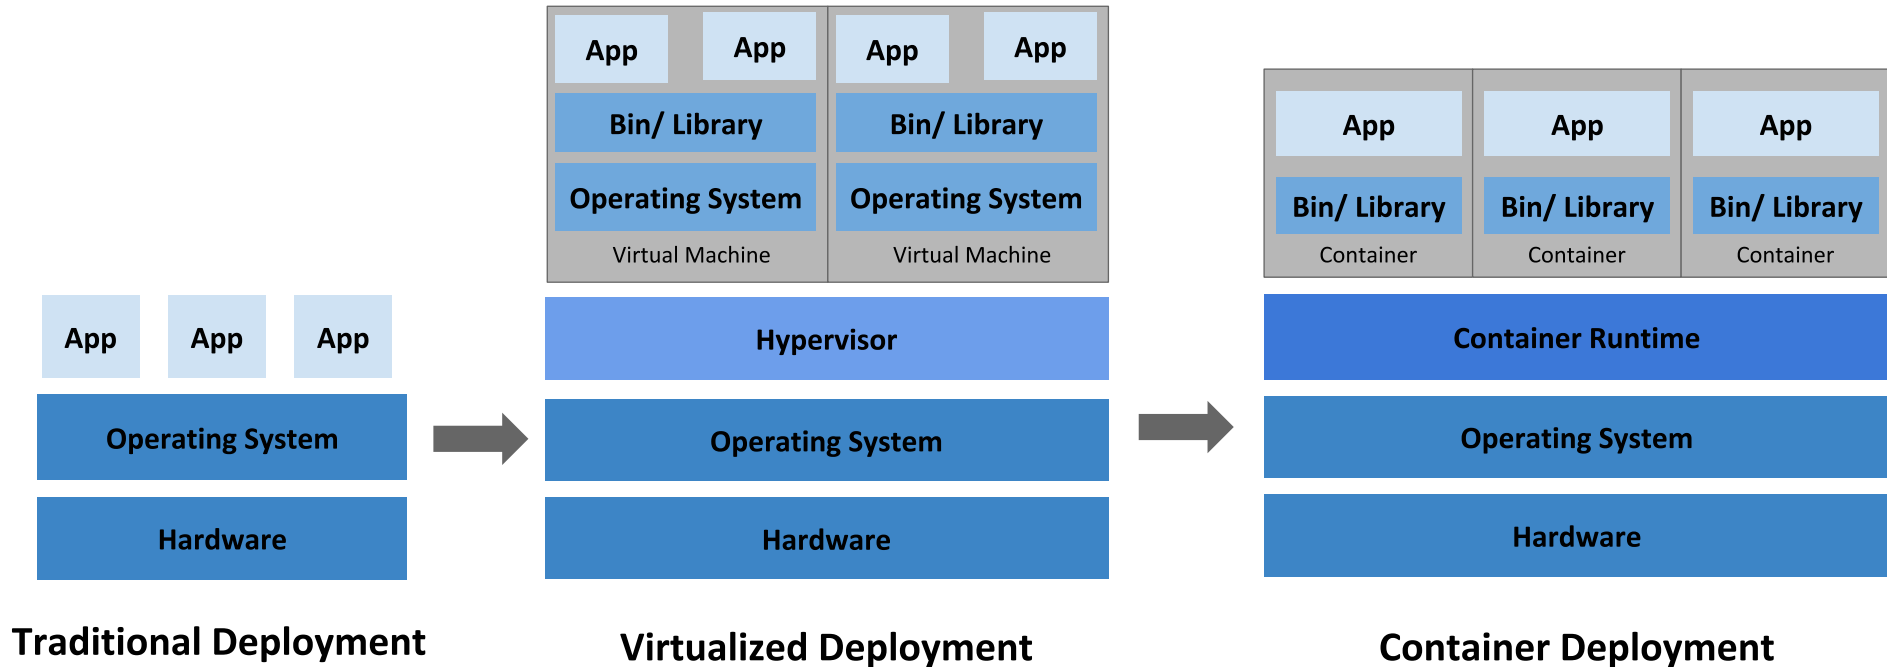 App
App
App
Operating System
Hardware
Traditional Deployment
App
App
App
App
Bin/ Library
Bin/ Library
Operating System
Operating System
Virtual Machine
Virtual Machine
Hypervisor
Operating System
Hardware
Virtualized Deployment
App
App
App
Bin/ Library
Bin/ Library
Bin/ Library
Container
Container
Container
Container Runtime
Operating System
Hardware
Container Deployment